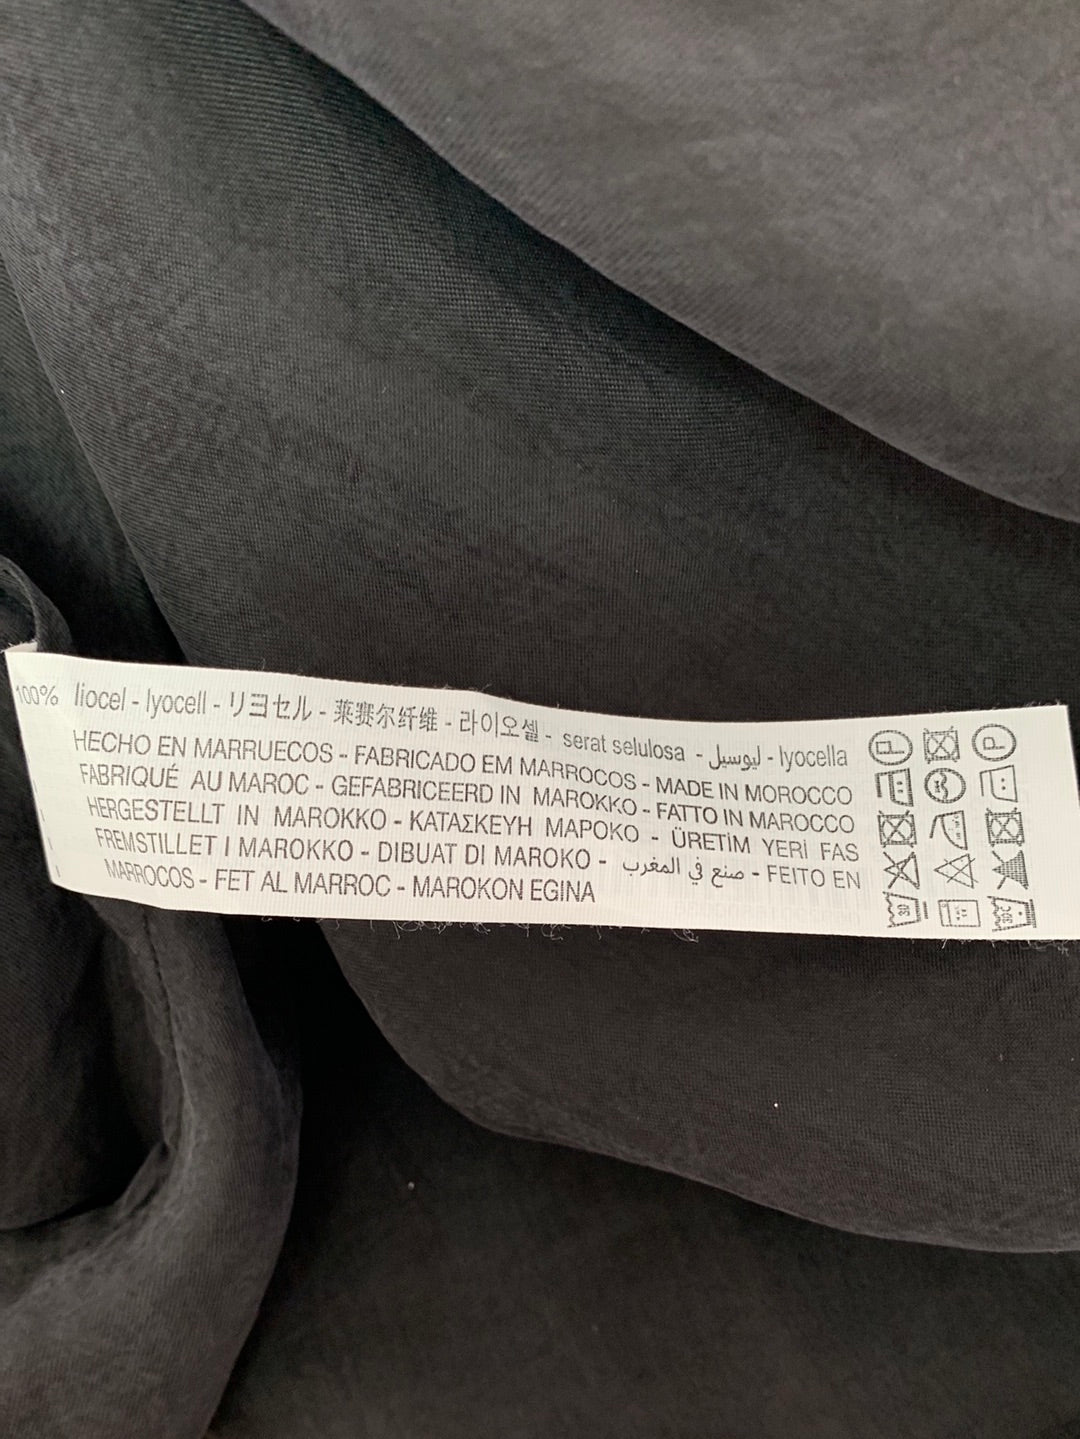 100% liocel - lyocell - リヨセル - 莱赛尔纤维 - 라이오셀 - serat selulosa - ليوسيل - lyocella
HECHO EN MARRUECOS - FABRICADO EM MARROCOS - MADE IN MOROCCO
FABRIQUÉ AU MAROC - GEFABRICEERD IN MAROKKO - FATTO IN MAROCCO
HERGESTELLT IN MAROKKO - ΚΑΤΑΣΚΕΥΗ ΜΑΡΟΚΟ - ÜRETİM YERİ FAS
FREMSTILLET I MAROKKO - DIBUAT DI MAROKO - صنع في المغرب - FEITO EN
MARROCOS - FET AL MARROC - MAROKON EGINA
P P
30 30C